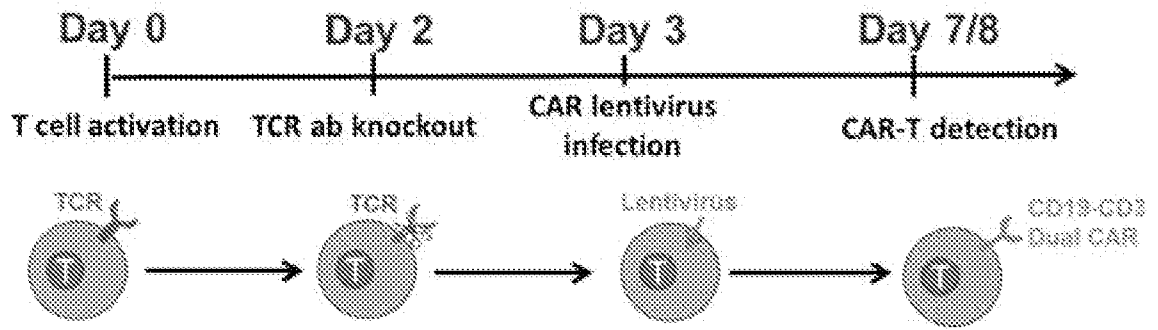 Day 0 Day 2 Day 3 Day 7/8
T cell activation TCR ab knockout CAR lentivirus
infection CAR-T detection
TCR TCR Lentivirus CD19-CD3
Dual CAR
T T T T